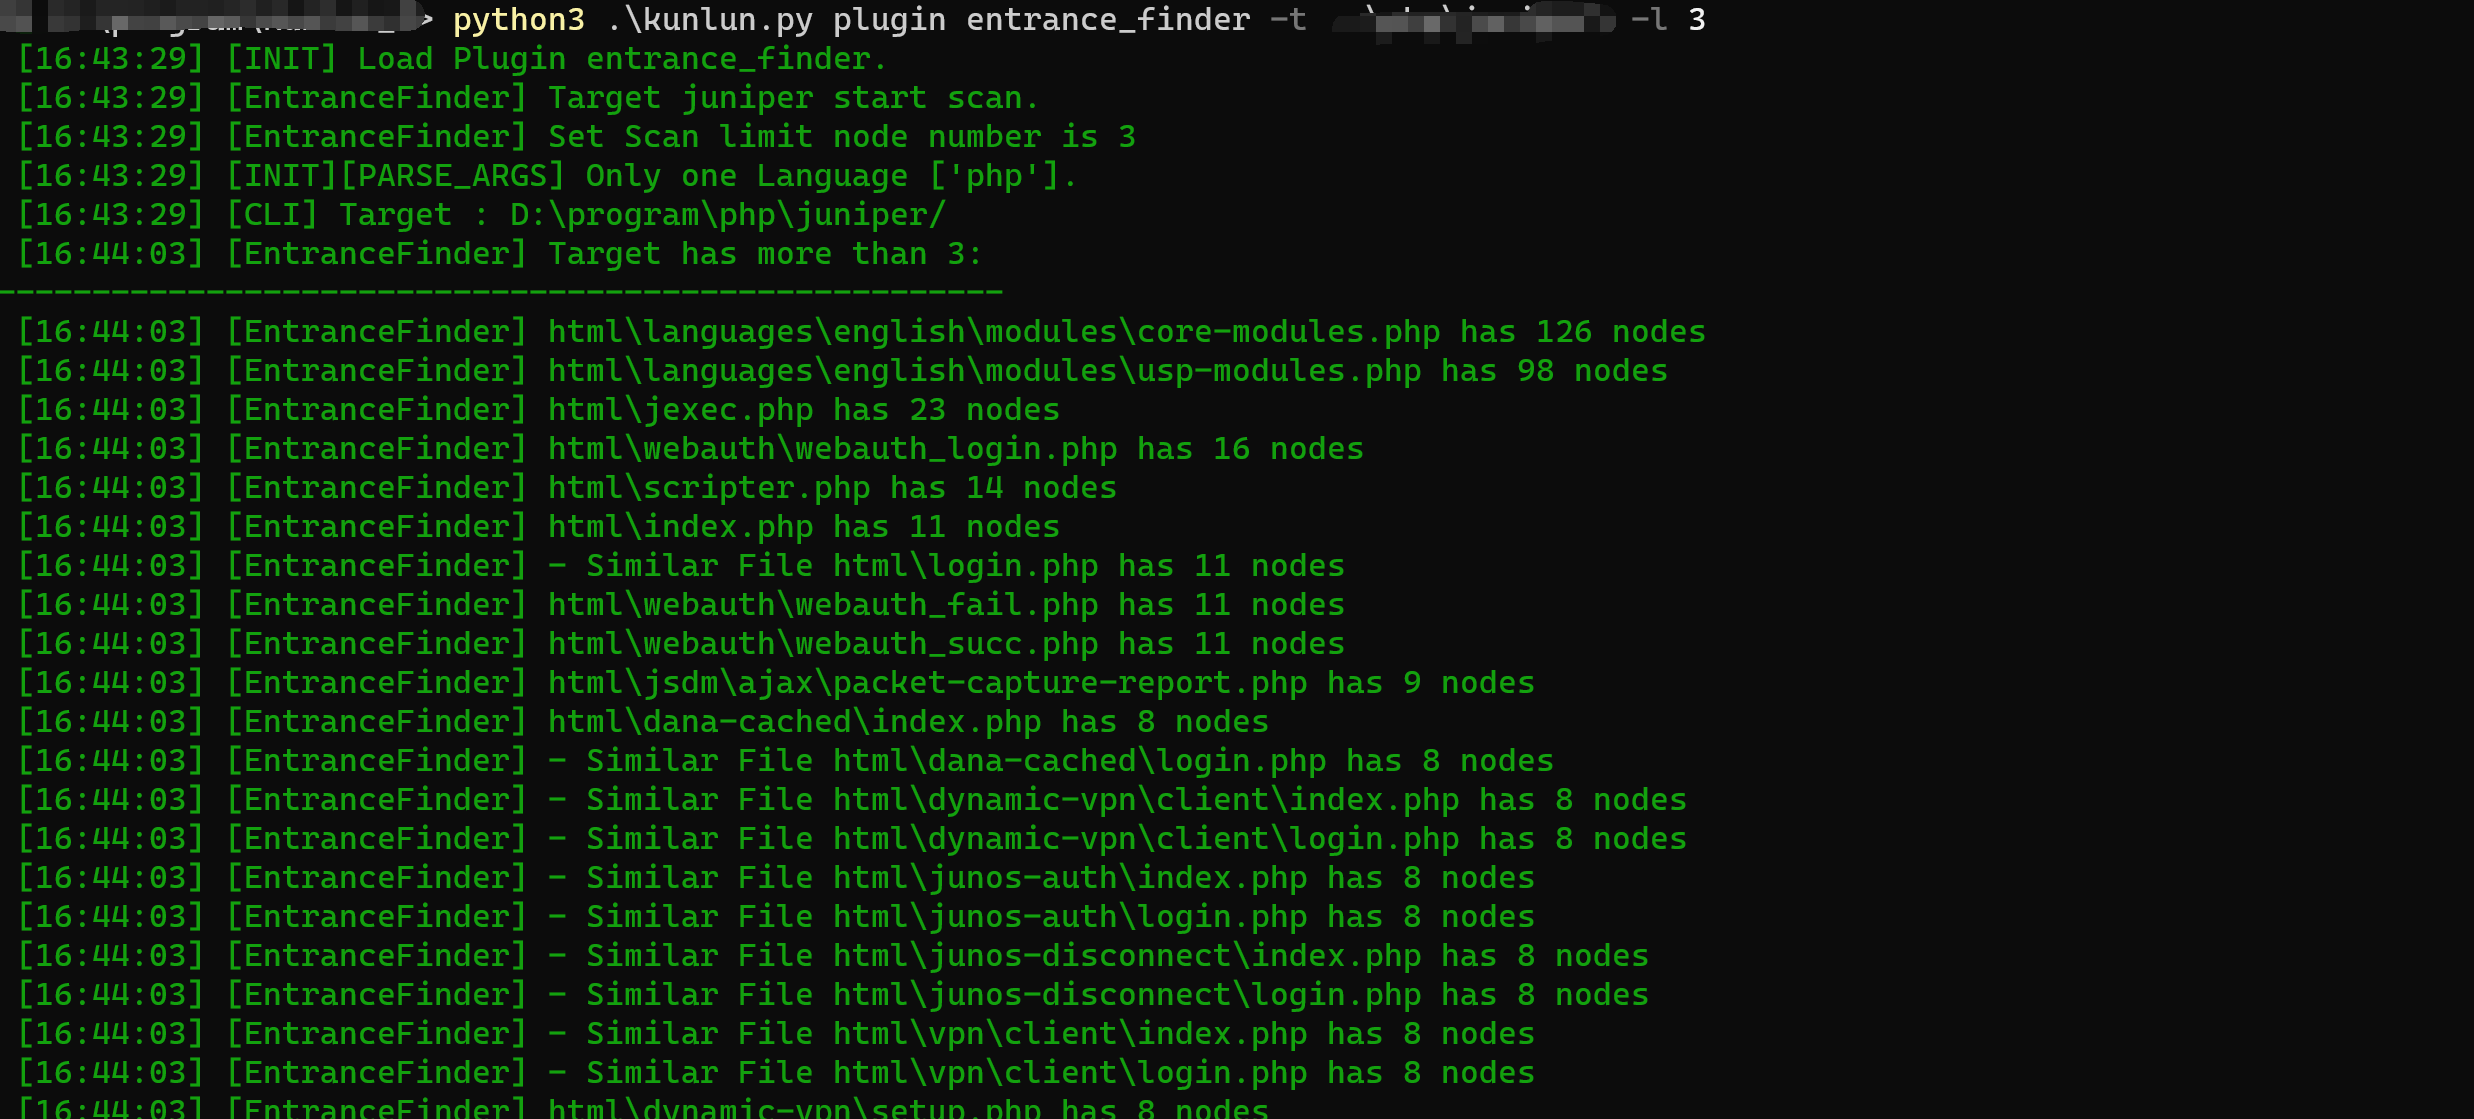 > python3 .\kunlun.py plugin entrance_finder -t -l 3
[16:43:29] [INIT] Load Plugin entrance_finder.
[16:43:29] [EntranceFinder] Target juniper start scan.
[16:43:29] [EntranceFinder] Set Scan limit node number is 3
[16:43:29] [INIT][PARSE_ARGS] Only one Language ['php'].
[16:43:29] [CLI] Target : D:\program\php\juniper/
[16:44:03] [EntranceFinder] Target has more than 3:
-----------------------------------------------------
[16:44:03] [EntranceFinder] html\languages\english\modules\core-modules.php has 126 nodes
[16:44:03] [EntranceFinder] html\languages\english\modules\usp-modules.php has 98 nodes
[16:44:03] [EntranceFinder] html\jexec.php has 23 nodes
[16:44:03] [EntranceFinder] html\webauth\webauth_login.php has 16 nodes
[16:44:03] [EntranceFinder] html\scripter.php has 14 nodes
[16:44:03] [EntranceFinder] html\index.php has 11 nodes
[16:44:03] [EntranceFinder] - Similar File html\login.php has 11 nodes
[16:44:03] [EntranceFinder] html\webauth\webauth_fail.php has 11 nodes
[16:44:03] [EntranceFinder] html\webauth\webauth_succ.php has 11 nodes
[16:44:03] [EntranceFinder] html\jsdm\ajax\packet-capture-report.php has 9 nodes
[16:44:03] [EntranceFinder] html\dana-cached\index.php has 8 nodes
[16:44:03] [EntranceFinder] - Similar File html\dana-cached\login.php has 8 nodes
[16:44:03] [EntranceFinder] - Similar File html\dynamic-vpn\client\index.php has 8 nodes
[16:44:03] [EntranceFinder] - Similar File html\dynamic-vpn\client\login.php has 8 nodes
[16:44:03] [EntranceFinder] - Similar File html\junos-auth\index.php has 8 nodes
[16:44:03] [EntranceFinder] - Similar File html\junos-auth\login.php has 8 nodes
[16:44:03] [EntranceFinder] - Similar File html\junos-disconnect\index.php has 8 nodes
[16:44:03] [EntranceFinder] - Similar File html\junos-disconnect\login.php has 8 nodes
[16:44:03] [EntranceFinder] - Similar File html\vpn\client\index.php has 8 nodes
[16:44:03] [EntranceFinder] - Similar File html\vpn\client\login.php has 8 nodes
[16:44:03] [EntranceFinder] html\dynamic-vpn\setup.php has 8 nodes